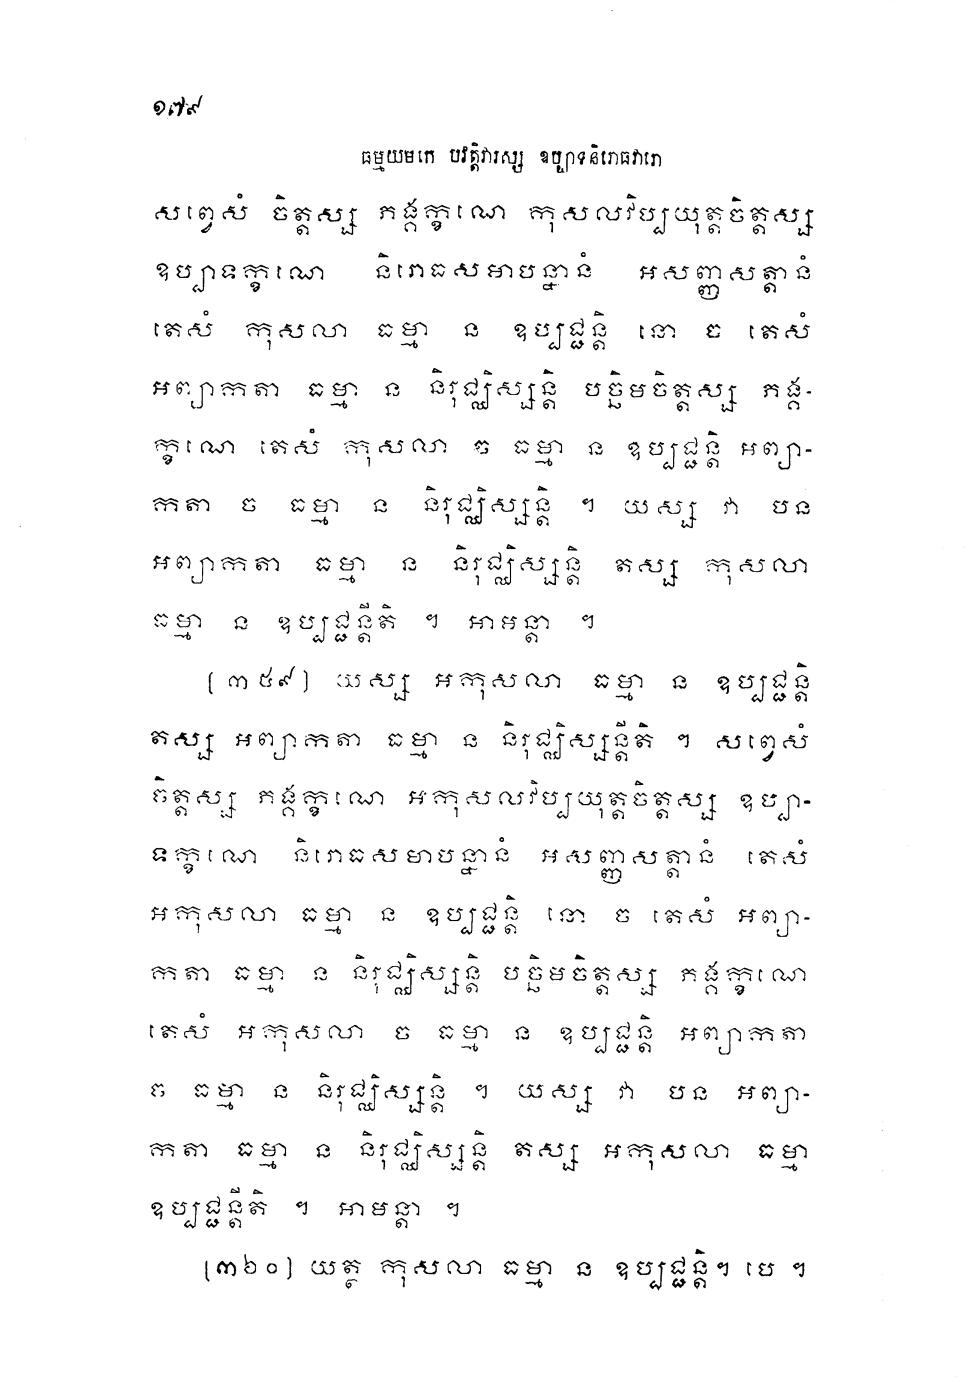 ១៧៩
ធម្មយមកេ បវត្តិវារស្ស ឧប្បាទនិរោធវារោ
សព្វេសំ ចិត្តស្ស ភង្គក្ខណេ កុសលវិប្បយុត្តចិត្តស្ស
ឧប្បាទក្ខណេ និរោធសមាបន្នានំ អសញ្ញសត្តានំ
តេសំ កុសលា ធម្មា ន ឧប្បជ្ជន្តិ នោ ច តេសំ
អព្យាកតា ធម្មា ន និរុជ្ឈិស្សន្តិ បច្ឆិមចិត្តស្ស ភង្គ-
ក្ខណេ តេសំ កុសលា ច ធម្មា ន ឧប្បជ្ជន្តិ អព្យា-
កតា ច ធម្មា ន និរុជ្ឈិស្សន្តិ ។ យស្ស វា បន
អព្យាកតា ធម្មា ន និរុជ្ឈិស្សន្តិ តស្ស កុសលា
ធម្មា ន ឧប្បជ្ជន្តីតិ ។ អាមន្តា ។
[៣៥៩] យស្ស អកុសលា ធម្មា ន ឧប្បជ្ជន្តិ
តស្ស អព្យាកតា ធម្មា ន និរុជ្ឈិស្សន្តីតិ ។ សព្វេសំ
ចិត្តស្ស ភង្គក្ខណេ អកុសលវិប្បយុត្តចិត្តស្ស ឧប្បា-
ទក្ខណេ និរោធសមាបន្នានំ អសញ្ញសត្តានំ តេសំ
អកុសលា ធម្មា ន ឧប្បជ្ជន្តិ នោ ច តេសំ អព្យា-
កតា ធម្មា ន និរុជ្ឈិស្សន្តិ បច្ឆិមចិត្តស្ស ភង្គក្ខណេ
តេសំ អកុសលា ច ធម្មា ន ឧប្បជ្ជន្តិ អព្យាកតា
ច ធម្មា ន និរុជ្ឈិស្សន្តិ ។ យស្ស វា បន អព្យា-
កតា ធម្មា ន និរុជ្ឈិស្សន្តិ តស្ស អកុសលា ធម្មា
ឧប្បជ្ជន្តីតិ ។ អាមន្តា ។
[៣៦០] យត្ថ កុសលា ធម្មា ន ឧប្បជ្ជន្តិ។ បេ ។